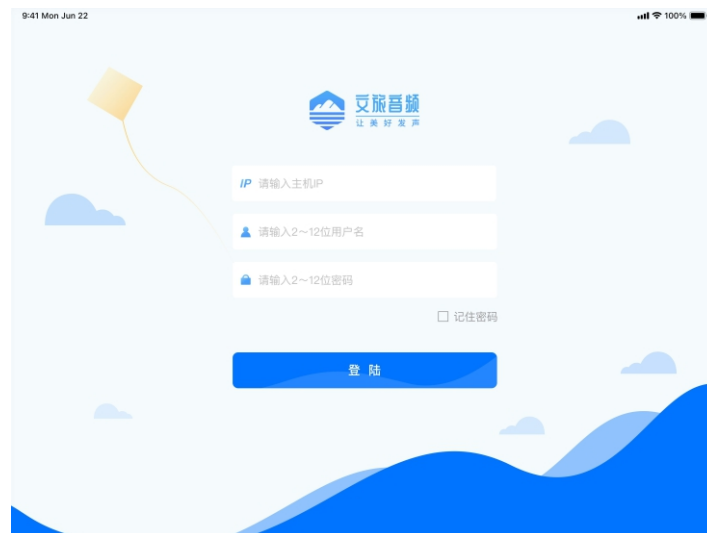 9:41 Mon Jun 22
100%
文旅音频
让美好发声
IP 请输入主机IP
请输入2～12位用户名
请输入2～12位密码
记住密码
登 陆